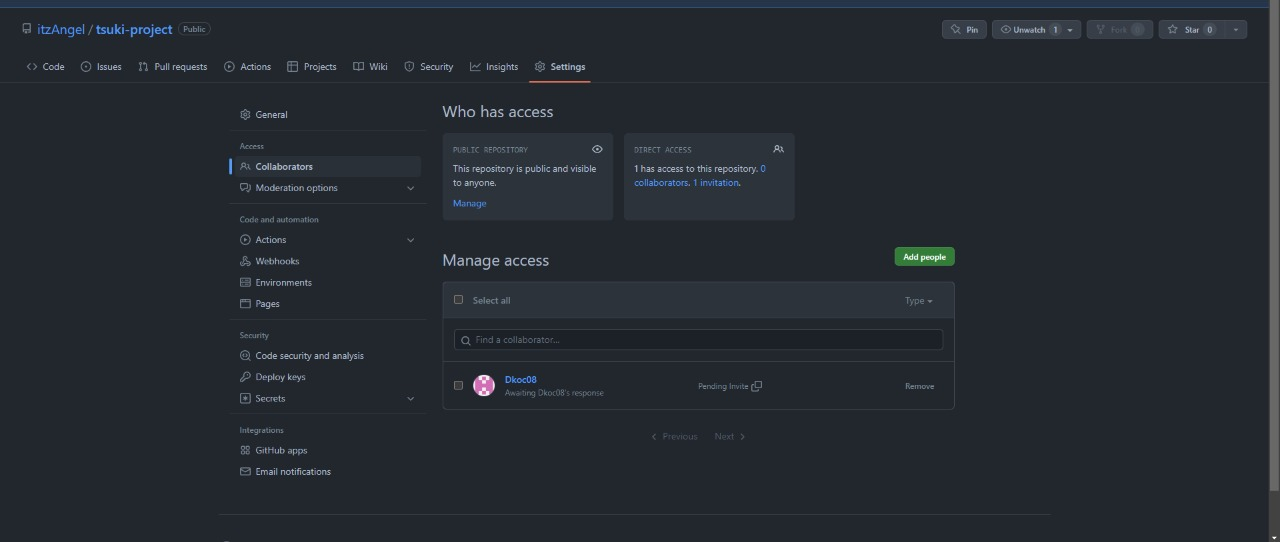 itzAngel / tsuki-project Public
Pin Unwatch 1 Fork Star 0
Code Issues Pull requests Actions Projects Wiki Security Insights Settings
General
Access
Collaborators
Moderation options
Code and automation
Actions
Webhooks
Environments
Pages
Security
Code security and analysis
Deploy keys
Secrets
Integrations
GitHub apps
Email notifications
Who has access
PUBLIC REPOSITORY
This repository is public and visible
to anyone.
Manage
DIRECT ACCESS
1 has access to this repository. 0
collaborators. 1 invitation.
Manage access
Add people
Select all
Type
Find a collaborator...
Dkoc08
Awaiting Dkoc08's response
Pending Invite
Remove
Previous Next